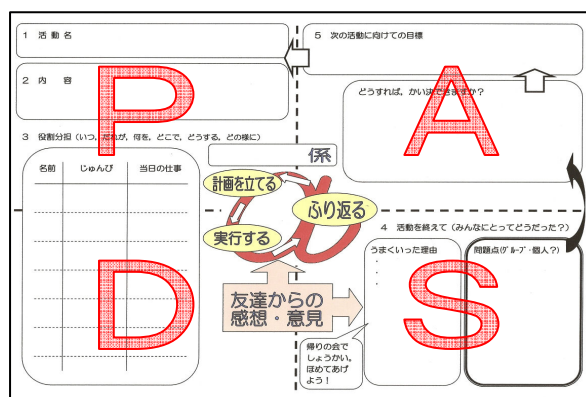 1 活動名
2 内 容
P
3 役割分担（いつ，だれが，何を，どこで，どうする，どの様に）
名前 じゅんび 当日の仕事
D
係
計画を立てる
ふり返る
実行する
友達からの
感想・意見
5 次の活動に向けての目標
どうすれば，かい決できますか？
A
4 活動を終えて（みんなにとってどうだった？）
うまくいった理由
・
・
・
・
問題点(ｸﾞﾙｰﾌﾟ・個人?)
S
帰りの会で
しょうかい。
ほめてあげ
よう！